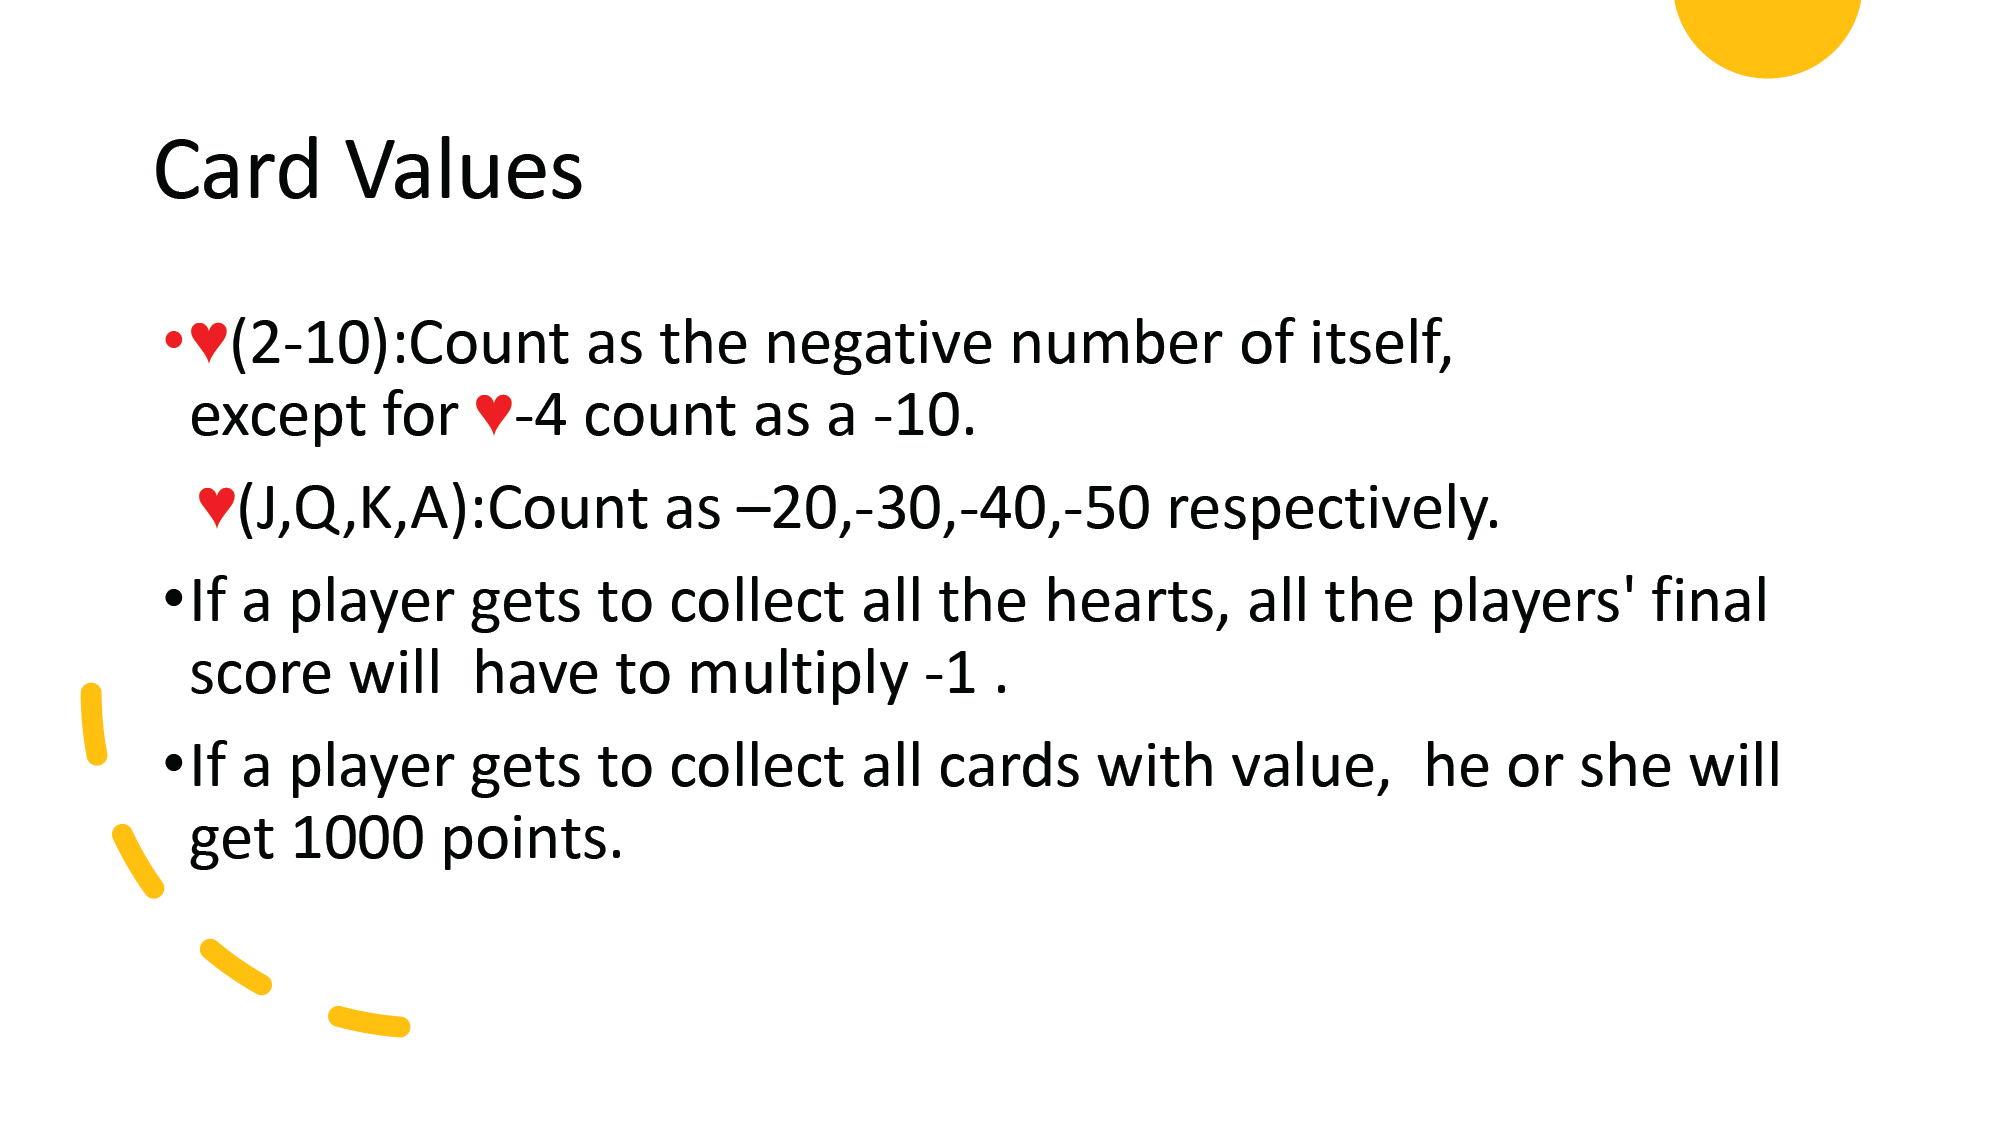 Card Values
•♥(2-10):Count as the negative number of itself,
except for ♥-4 count as a -10.
♥(J,Q,K,A):Count as –20,-30,-40,-50 respectively.
•If a player gets to collect all the hearts, all the players' final
score will  have to multiply -1 .
•If a player gets to collect all cards with value,  he or she will
get 1000 points.